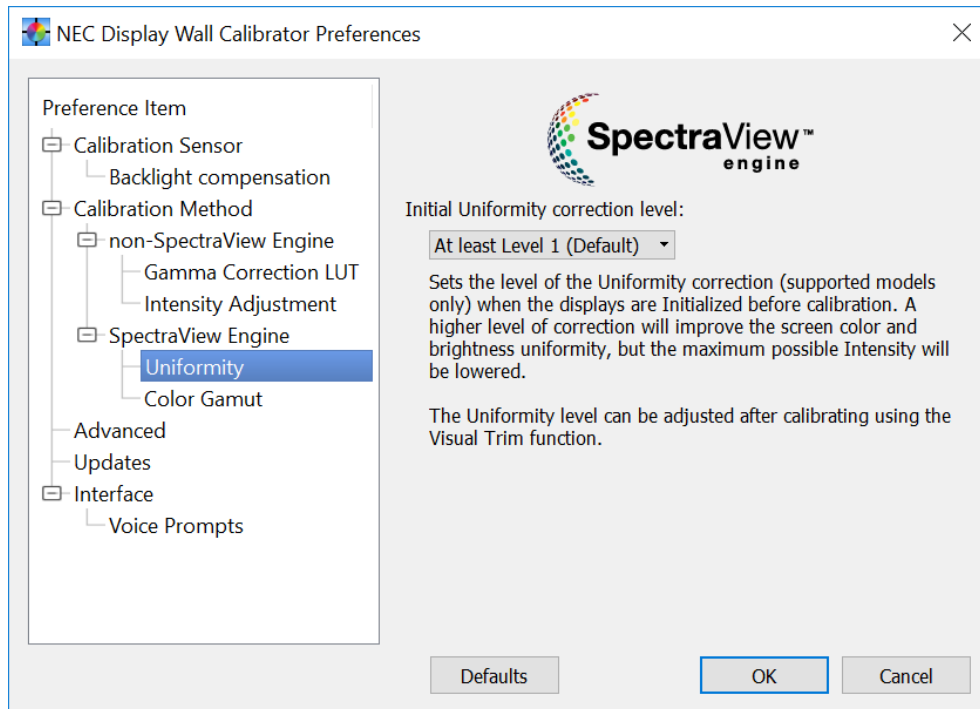 NEC Display Wall Calibrator Preferences
Preference Item
Calibration Sensor
Backlight compensation
Calibration Method
non-SpectraView Engine
Gamma Correction LUT
Intensity Adjustment
SpectraView Engine
Uniformity
Color Gamut
Advanced
Updates
Interface
Voice Prompts
SpectraView™
engine
Initial Uniformity correction level:
At least Level 1 (Default)
Sets the level of the Uniformity correction (supported models
only) when the displays are Initialized before calibration. A
higher level of correction will improve the screen color and
brightness uniformity, but the maximum possible Intensity will
be lowered.
The Uniformity level can be adjusted after calibrating using the
Visual Trim function.
Defaults
OK
Cancel